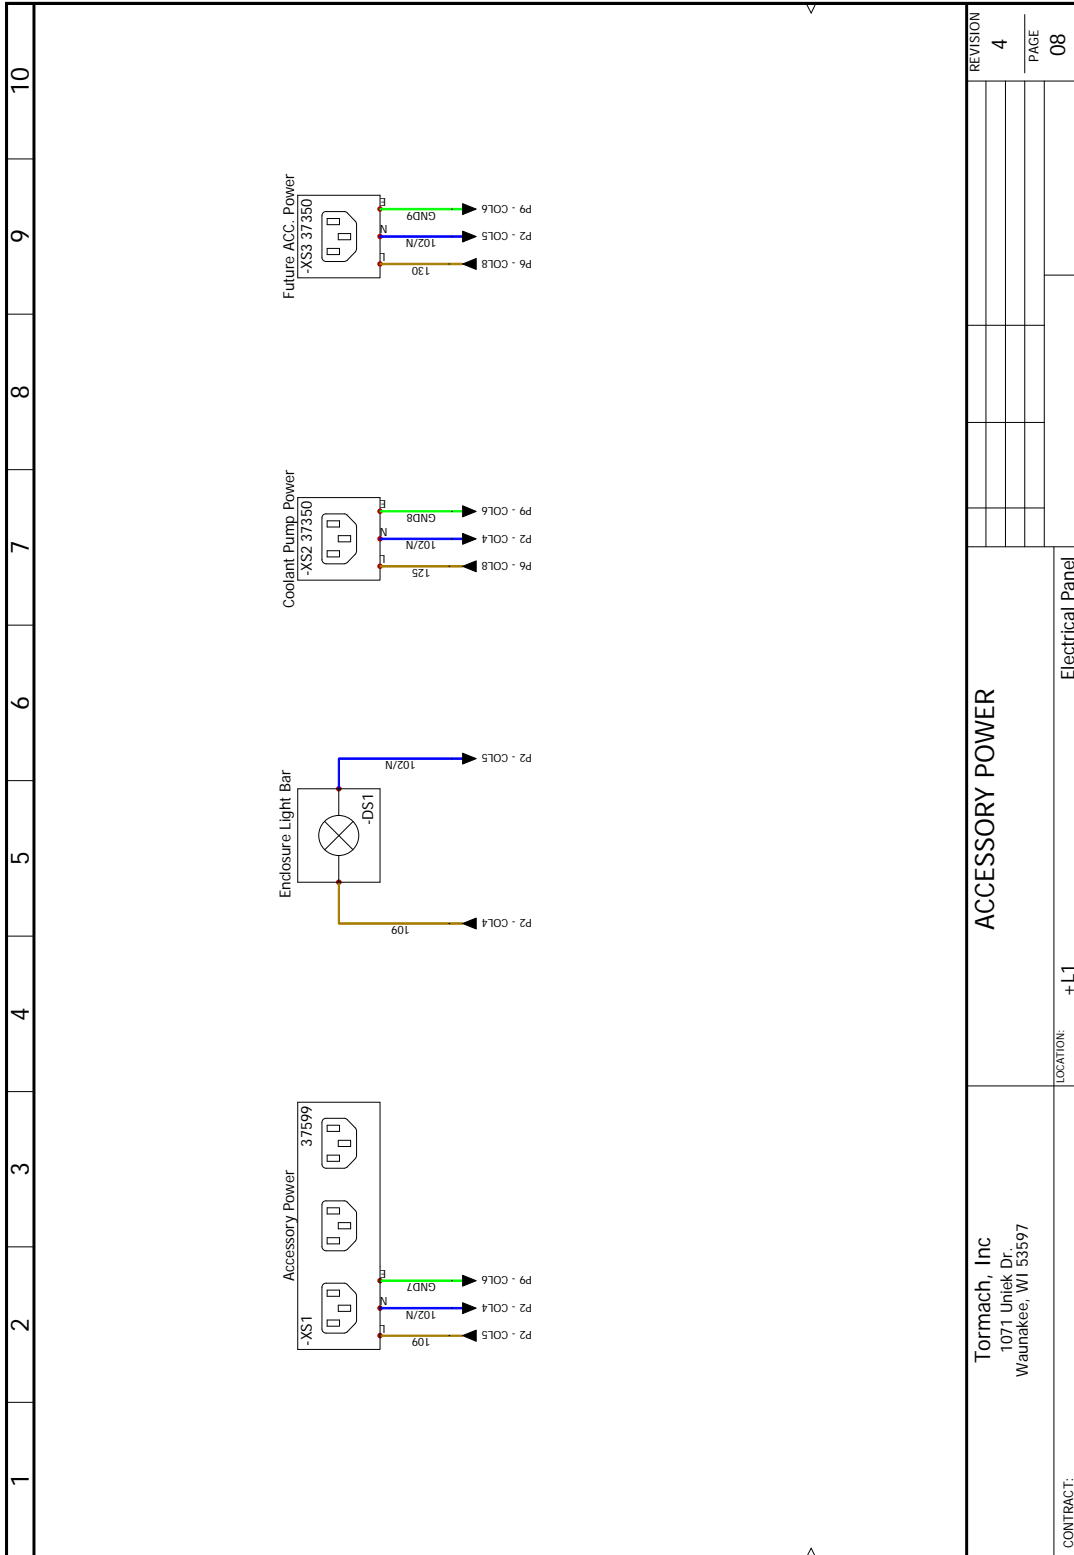 1
2
3
4
5
6
7
8
9
10
Accessory Power
-XS1
37599
L
N
E
109
102/N
GND7
P2 - COL5
P2 - COL4
P9 - COL6
Enclosure Light Bar
-DS1
109
102/N
P2 - COL4
P2 - COL5
Coolant Pump Power
-XS2 37350
L
N
E
125
102/N
GND8
P6 - COL8
P2 - COL4
P9 - COL6
Future ACC. Power
-XS3 37350
L
N
E
130
102/N
GND9
P6 - COL8
P2 - COL5
P9 - COL6
Tormach, Inc
1071 Uniek Dr.
Waunakee, WI 53597
CONTRACT:
ACCESSORY POWER
LOCATION:
+L1
Electrical Panel
REVISION
4
PAGE
08